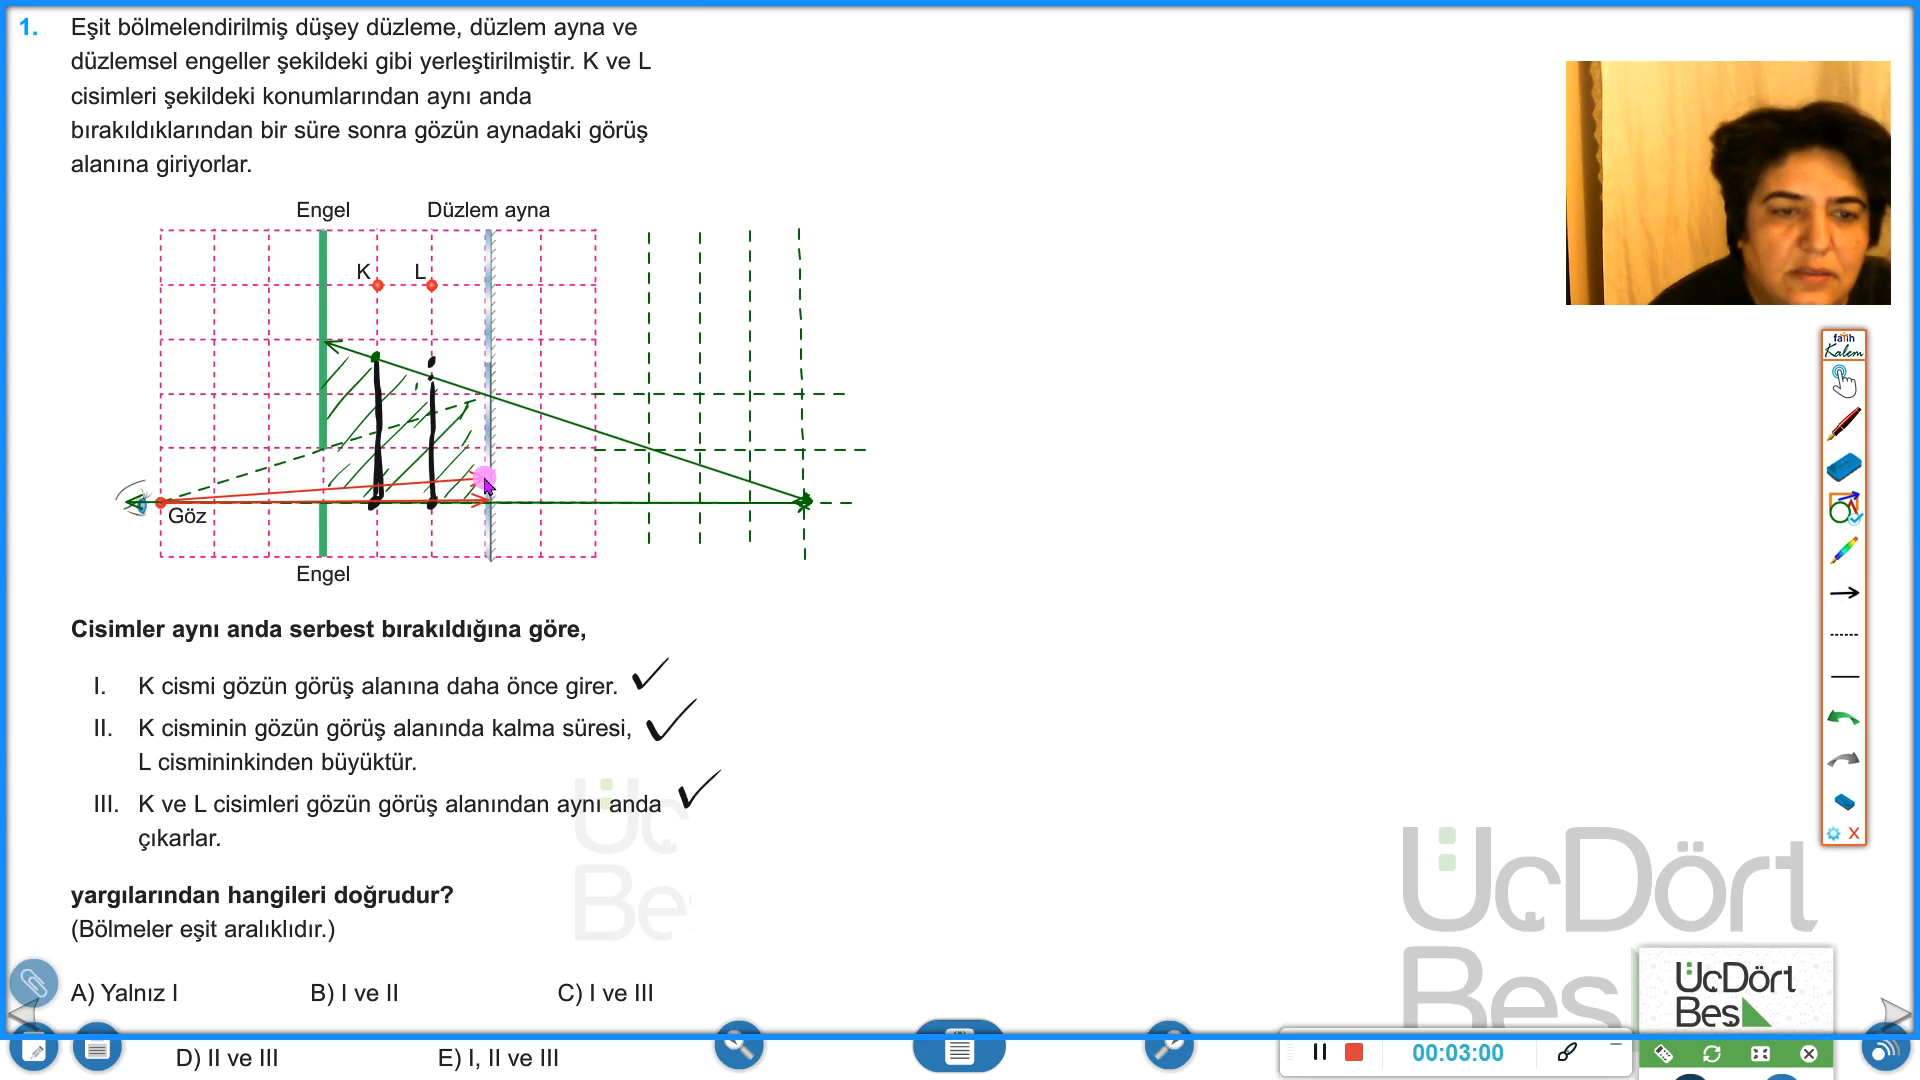 1. Eşit bölmelendirilmiş düşey düzleme, düzlem ayna ve
düzlemsel engeller şekildeki gibi yerleştirilmiştir. K ve L
cisimleri şekildeki konumlarından aynı anda
bırakıldıklarından bir süre sonra gözün aynadaki görüş
alanına giriyorlar.
Engel Düzlem ayna
K L
Göz
Engel
Cisimler aynı anda serbest bırakıldığına göre,
I. K cismi gözün görüş alanına daha önce girer.
II. K cisminin gözün görüş alanında kalma süresi,
L cismininkinden büyüktür.
III. K ve L cisimleri gözün görüş alanından aynı anda
çıkarlar.
yargılarından hangileri doğrudur?
(Bölmeler eşit aralıklıdır.)
A) Yalnız I B) I ve II C) I ve III
D) II ve III E) I, II ve III
fatih
Kalem
X
ÜçDört
Beş
ÜçDört
Beş
Üç
Be
00:03:00